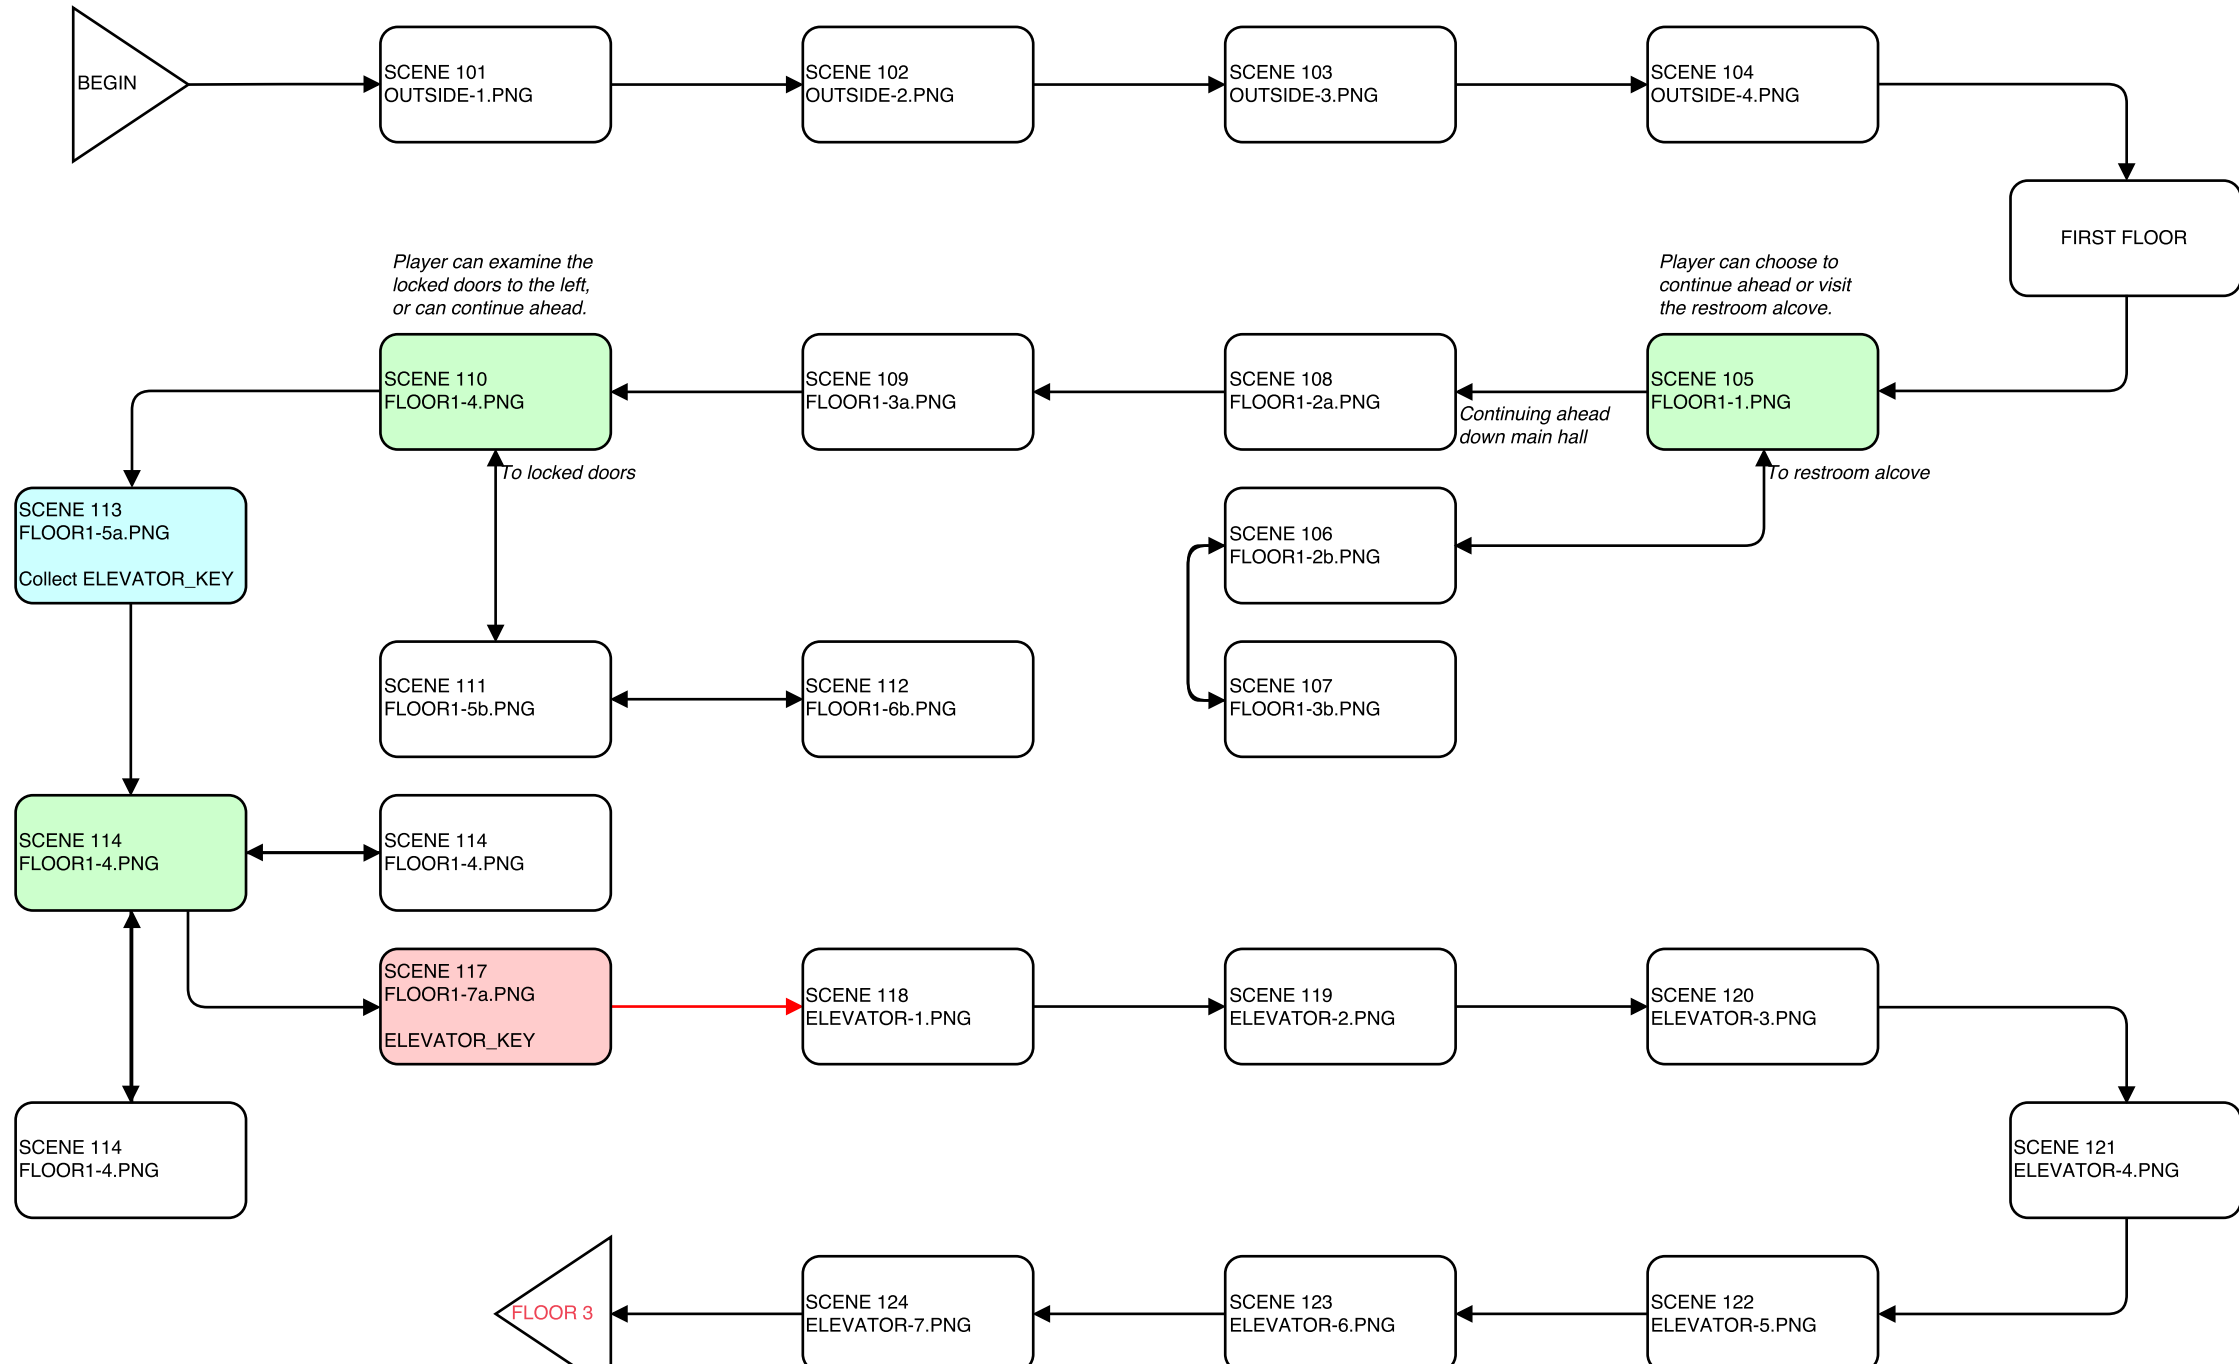 BEGIN
SCENE 101
OUTSIDE-1.PNG
SCENE 102
OUTSIDE-2.PNG
SCENE 103
OUTSIDE-3.PNG
SCENE 104
OUTSIDE-4.PNG
FIRST FLOOR
Player can choose to
continue ahead or visit
the restroom alcove.
SCENE 105
FLOOR1-1.PNG
Continuing ahead
down main hall
To restroom alcove
SCENE 108
FLOOR1-2a.PNG
SCENE 109
FLOOR1-3a.PNG
Player can examine the
locked doors to the left,
or can continue ahead.
SCENE 110
FLOOR1-4.PNG
To locked doors
SCENE 106
FLOOR1-2b.PNG
SCENE 107
FLOOR1-3b.PNG
SCENE 111
FLOOR1-5b.PNG
SCENE 112
FLOOR1-6b.PNG
SCENE 113
FLOOR1-5a.PNG
Collect ELEVATOR_KEY
SCENE 114
FLOOR1-4.PNG
SCENE 114
FLOOR1-4.PNG
SCENE 114
FLOOR1-4.PNG
SCENE 117
FLOOR1-7a.PNG
ELEVATOR_KEY
SCENE 118
ELEVATOR-1.PNG
SCENE 119
ELEVATOR-2.PNG
SCENE 120
ELEVATOR-3.PNG
SCENE 121
ELEVATOR-4.PNG
SCENE 122
ELEVATOR-5.PNG
SCENE 123
ELEVATOR-6.PNG
SCENE 124
ELEVATOR-7.PNG
FLOOR 3